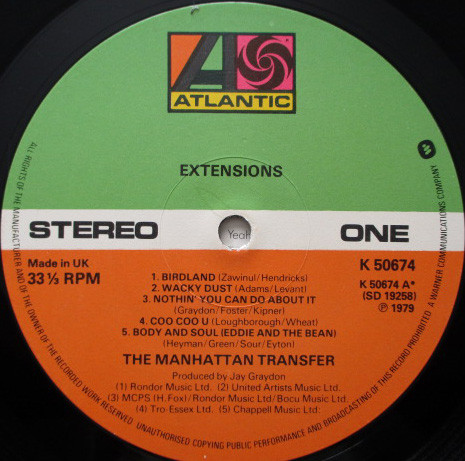 ATLANTIC
EXTENSIONS
STEREO
Yeah
ONE
Made in UK
33⅓ RPM
K 50674
K 50674 A*
(SD 19258)
Ⓟ 1979
1. BIRDLAND (Zawinul/Hendricks)
2. WACKY DUST (Adams/Levant)
3. NOTHIN' YOU CAN DO ABOUT IT
(Graydon/Foster/Kipner)
4. COO COO U (Loughborough/Wheat)
5. BODY AND SOUL (EDDIE AND THE BEAN)
(Heyman/Green/Sour/Eyton)
THE MANHATTAN TRANSFER
Produced by Jay Graydon
(1) Rondor Music Ltd. (2) United Artists Music Ltd.
(3) MCPS (H.Fox)/Rondor Music Ltd/Bocu Music Ltd.
(4) Tro-Essex Ltd. (5) Chappell Music Ltd.
ALL RIGHTS OF THE MANUFACTURER AND OF THE OWNER OF THE RECORDED WORK RESERVED. UNAUTHORISED COPYING PUBLIC PERFORMANCE AND BROADCASTING OF THIS RECORD PROHIBITED. A WARNER COMMUNICATIONS COMPANY